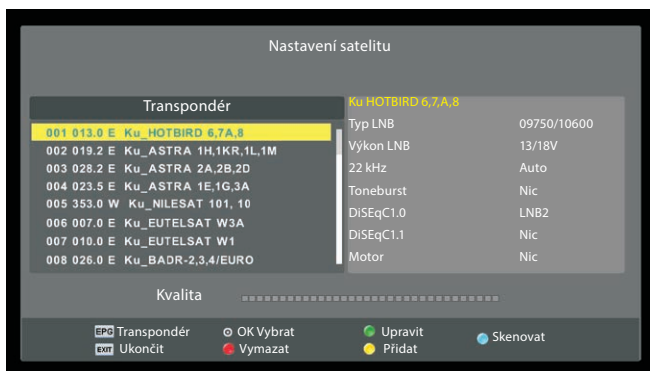 Nastavení satelitu
Transpondér
001 013.0 E Ku_HOTBIRD 6,7A,8
002 019.2 E Ku_ASTRA 1H,1KR,1L,1M
003 028.2 E Ku_ASTRA 2A,2B,2D
004 023.5 E Ku_ASTRA 1E,1G,3A
005 353.0 W Ku_NILESAT 101, 10
006 007.0 E Ku_EUTELSAT W3A
007 010.0 E Ku_EUTELSAT W1
008 026.0 E Ku_BADR-2,3,4/EURO
Ku HOTBIRD 6,7,A,8
Typ LNB 09750/10600
Výkon LNB 13/18V
22 kHz Auto
Toneburst Nic
DiSEqC1.0 LNB2
DiSEqC1.1 Nic
Motor Nic
Kvalita
EPG Transpondér OK Vybrat Upravit Skenovat
EXIT Ukončit Vymazat Přidat